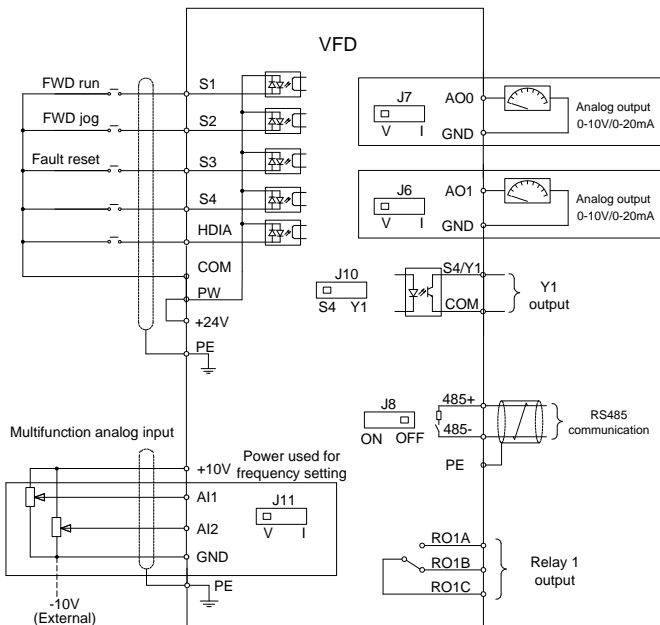 VFD
FWD run
S1
FWD jog
S2
Fault reset
S3
S4
HDIA
COM
PW
+24V
PE
J7
V I
AO0
GND
Analog output
0-10V/0-20mA
J6
V I
AO1
GND
Analog output
0-10V/0-20mA
J10
S4 Y1
S4/Y1
COM
Y1
output
J8
ON OFF
485+
485-
PE
RS485
communication
Multifunction analog input
Power used for
frequency setting
+10V
AI1
AI2
GND
J11
V I
PE
-10V
(External)
RO1A
RO1B
RO1C
Relay 1
output